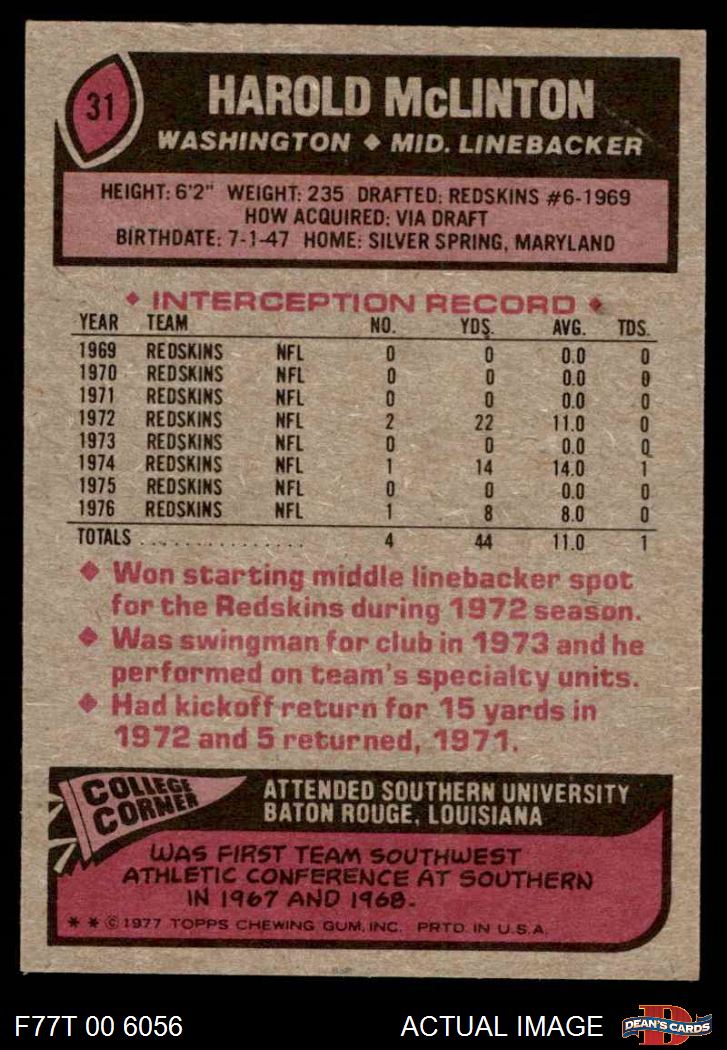 31
HAROLD McLINTON
WASHINGTON ◆ MID. LINEBACKER
HEIGHT: 6'2" WEIGHT: 235 DRAFTED: REDSKINS #6-1969
HOW ACQUIRED: VIA DRAFT
BIRTHDATE: 7-1-47 HOME: SILVER SPRING, MARYLAND
◆ INTERCEPTION RECORD ◆
YEAR TEAM NO. YDS. AVG. TDS.
1969 REDSKINS NFL 0 0 0.0 0
1970 REDSKINS NFL 0 0 0.0 0
1971 REDSKINS NFL 0 0 0.0 0
1972 REDSKINS NFL 2 22 11.0 0
1973 REDSKINS NFL 0 0 0.0 0
1974 REDSKINS NFL 1 14 14.0 1
1975 REDSKINS NFL 0 0 0.0 0
1976 REDSKINS NFL 1 8 8.0 0
TOTALS . . . . . . . . . . . . . . . 4 44 11.0 1
◆ Won starting middle linebacker spot
for the Redskins during 1972 season.
◆ Was swingman for club in 1973 and he
performed on team's specialty units.
◆ Had kickoff return for 15 yards in
1972 and 5 returned, 1971.
COLLEGE
CORNER
ATTENDED SOUTHERN UNIVERSITY
BATON ROUGE, LOUISIANA
WAS FIRST TEAM SOUTHWEST
ATHLETIC CONFERENCE AT SOUTHERN
IN 1967 AND 1968.
* * © 1977 TOPPS CHEWING GUM, INC. PRTD. IN U.S.A.
F77T 00 6056 ACTUAL IMAGE
D
DEAN'S CARDS